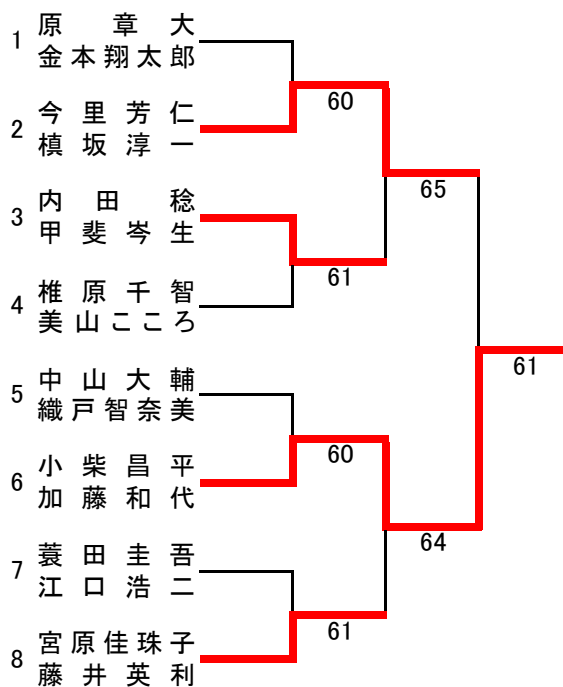 1 原章大
金本翔太郎
60
2 今里芳仁
槙坂淳一
65
3 内田稔
甲斐岑生
61
4 椎原千智
美山こころ
61
5 中山大輔
織戸智奈美
60
6 小柴昌平
加藤和代
64
7 蓑田圭吾
江口浩二
61
8 宮原佳珠子
藤井英利